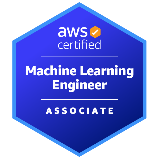 aws
certified
Machine Learning
Engineer
ASSOCIATE